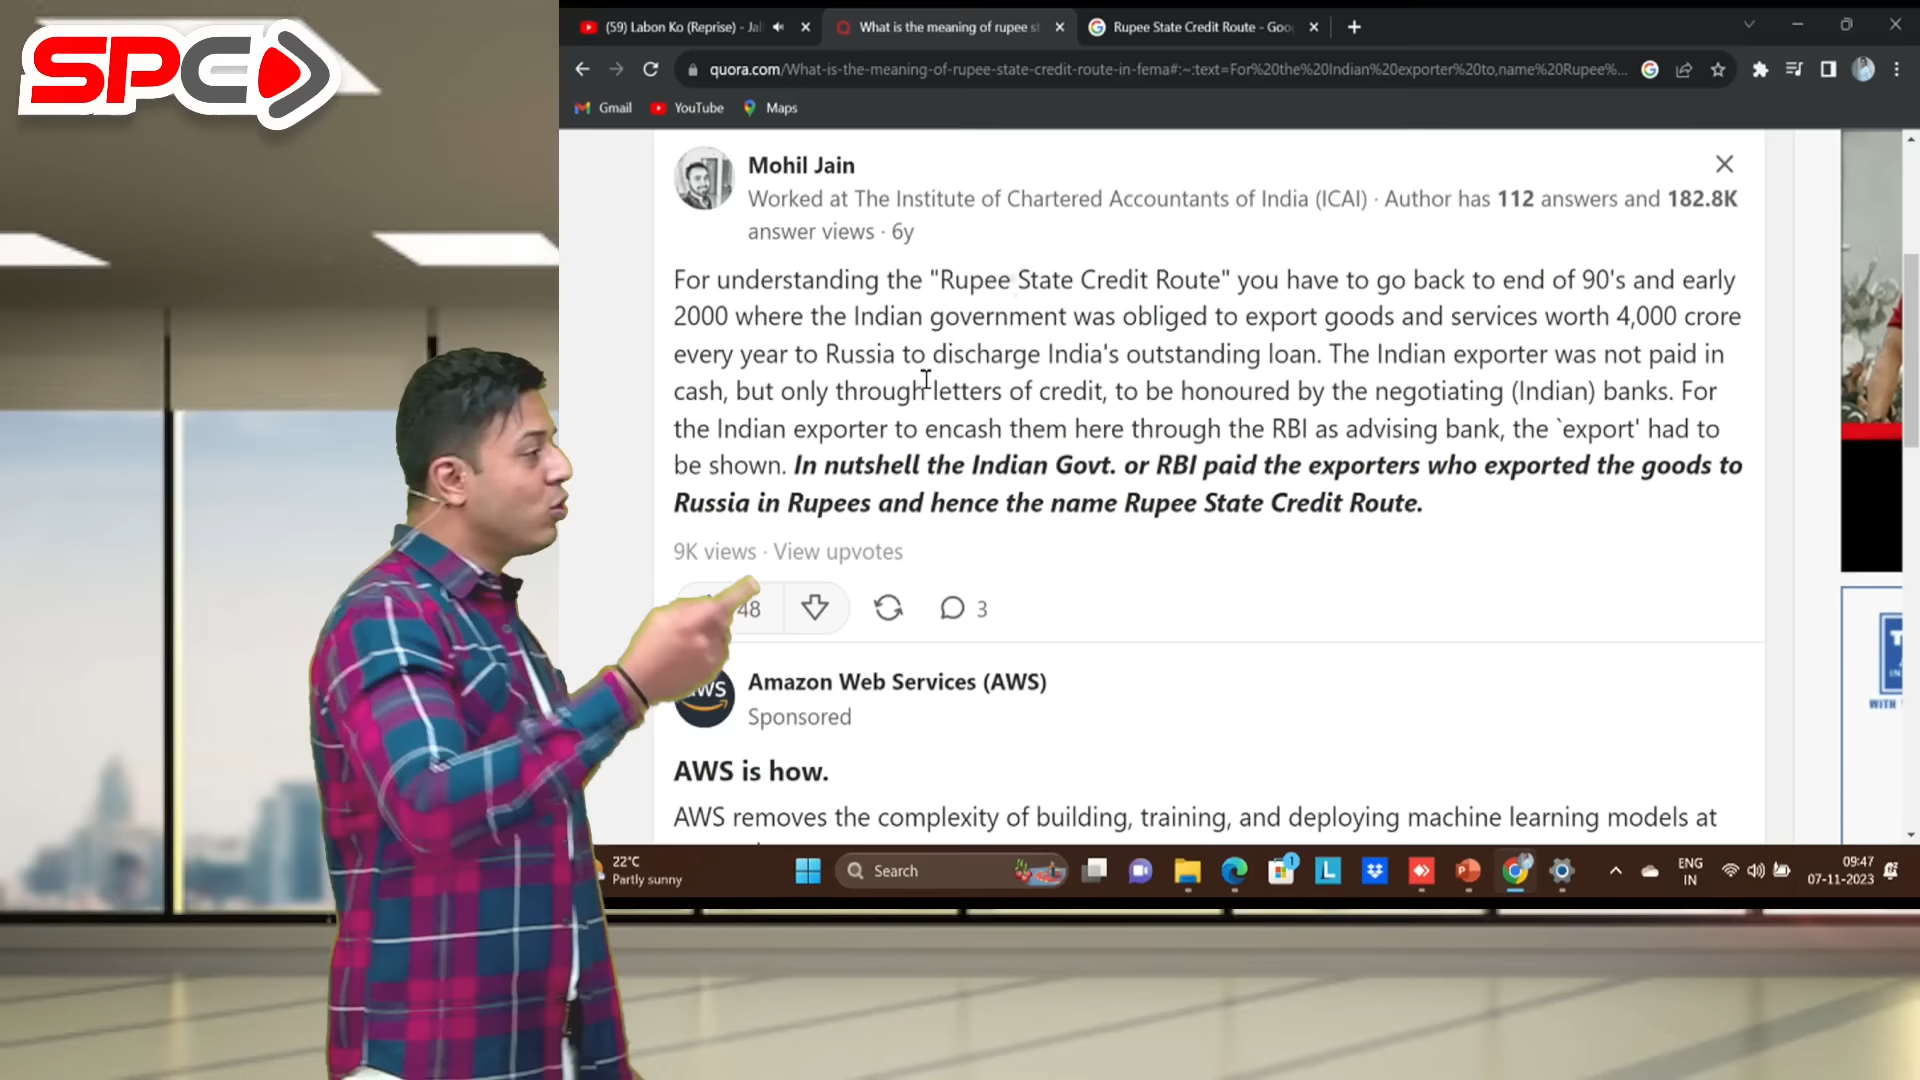 SPC
(59) Labon Ko (Reprise) - Jal
What is the meaning of rupee st
Rupee State Credit Route - Goo
quora.com/What-is-the-meaning-of-rupee-state-credit-route-in-fema#:~:text=For%20the%20Indian%20exporter%20to,name%20Rupee%...
Gmail YouTube Maps
Mohil Jain
Worked at The Institute of Chartered Accountants of India (ICAI) · Author has 112 answers and 182.8K
answer views · 6y
For understanding the "Rupee State Credit Route" you have to go back to end of 90's and early
2000 where the Indian government was obliged to export goods and services worth 4,000 crore
every year to Russia to discharge India's outstanding loan. The Indian exporter was not paid in
cash, but only through letters of credit, to be honoured by the negotiating (Indian) banks. For
the Indian exporter to encash them here through the RBI as advising bank, the `export' had to
be shown. In nutshell the Indian Govt. or RBI paid the exporters who exported the goods to
Russia in Rupees and hence the name Rupee State Credit Route.
9K views · View upvotes
48 3
aws
Amazon Web Services (AWS)
Sponsored
AWS is how.
AWS removes the complexity of building, training, and deploying machine learning models at
WITH
22°C
Partly sunny
Search
1
L
ENG
IN
09:47
07-11-2023